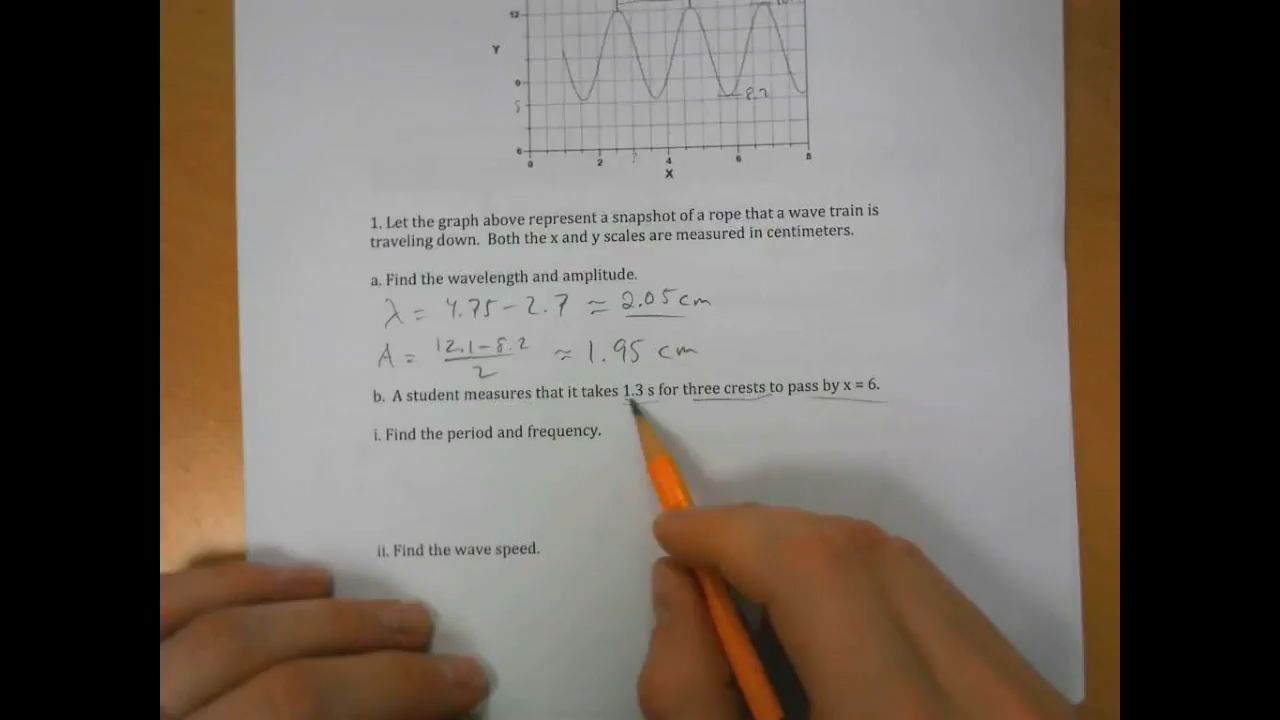 12
Y
9
8
8.2
6
0 2 3 4 6 8
X
1. Let the graph above represent a snapshot of a rope that a wave train is
traveling down. Both the x and y scales are measured in centimeters.
a. Find the wavelength and amplitude.
λ = 4.75 - 2.7 ≈ 2.05 cm
A = 12.1 - 8.2 ≈ 1.95 cm
2
b. A student measures that it takes 1.3 s for three crests to pass by x = 6.
i. Find the period and frequency.
ii. Find the wave speed.